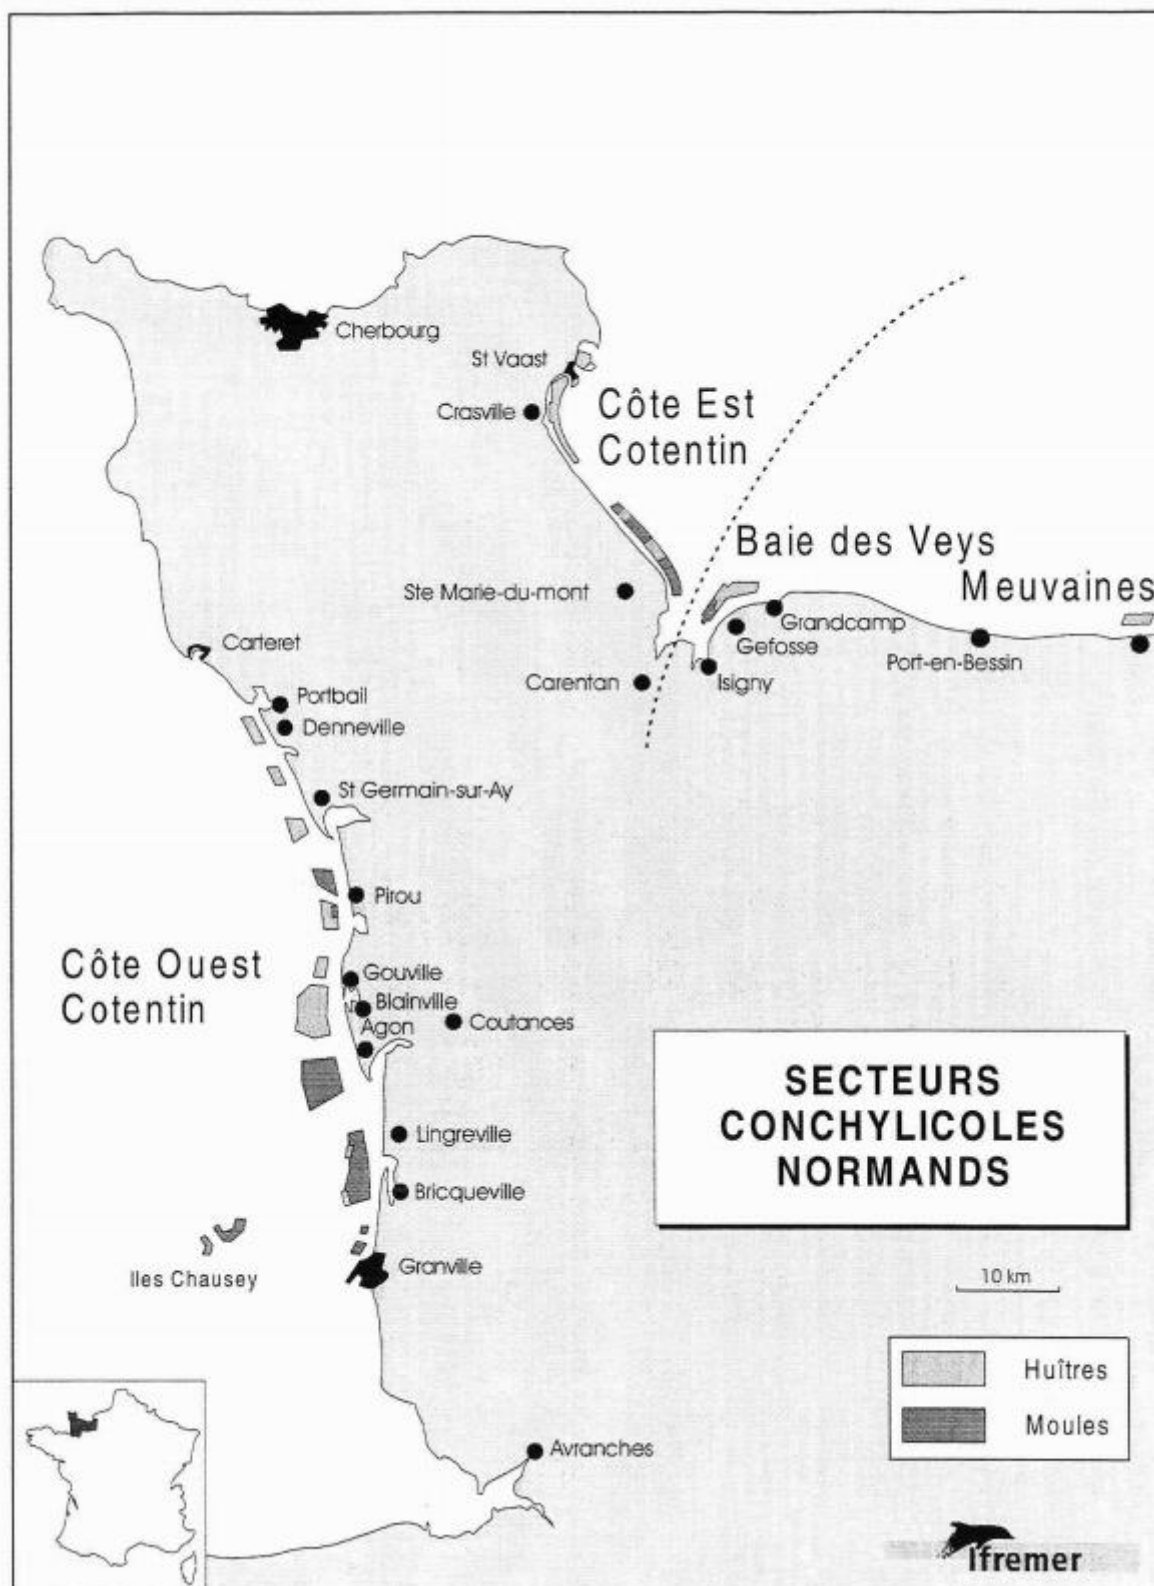 Cherbourg
St Vaast
Crasville
Côte Est
Cotentin
Baie des Veys
Meuvaines
Ste Marie-du-mont
Grandcamp
Gefosse
Port-en-Bessin
Carteret
Carentan
Isigny
Portbail
Denneville
St Germain-sur-Ay
Pirou
Côte Ouest
Cotentin
Gouville
Blainville
Agon
Coutances
SECTEURS
CONCHYLICOLES
NORMANDS
Lingreville
Bricqueville
Iles Chausey
Granville
10 km
Huîtres
Moules
Avranches
Ifremer